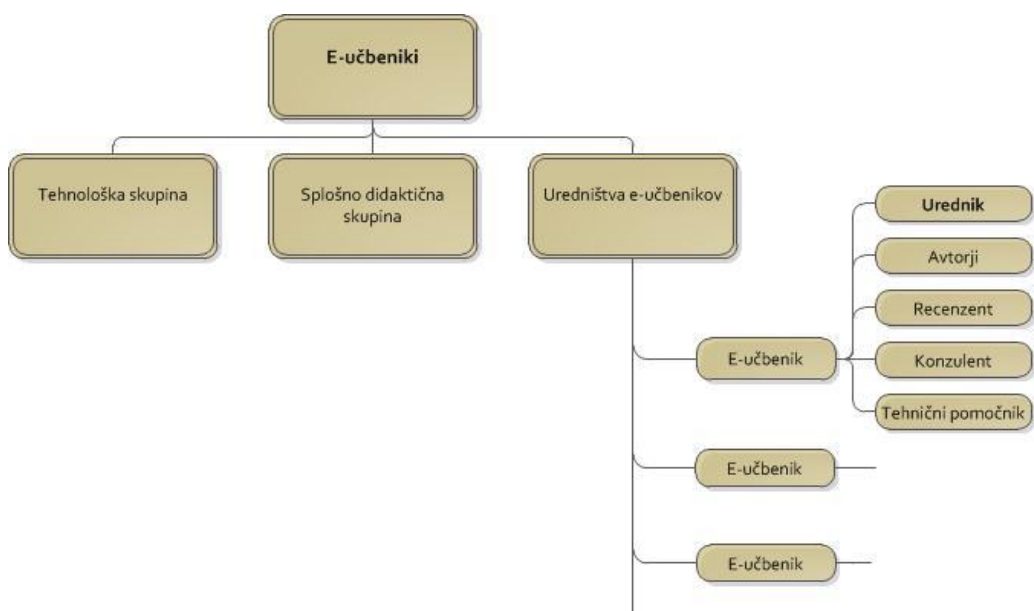 E-učbeniki
Tehnološka skupina
Splošno didaktična
skupina
Uredništva e-učbenikov
Urednik
Avtorji
Recenzent
Konzulent
Tehnični pomočnik
E-učbenik
E-učbenik
E-učbenik